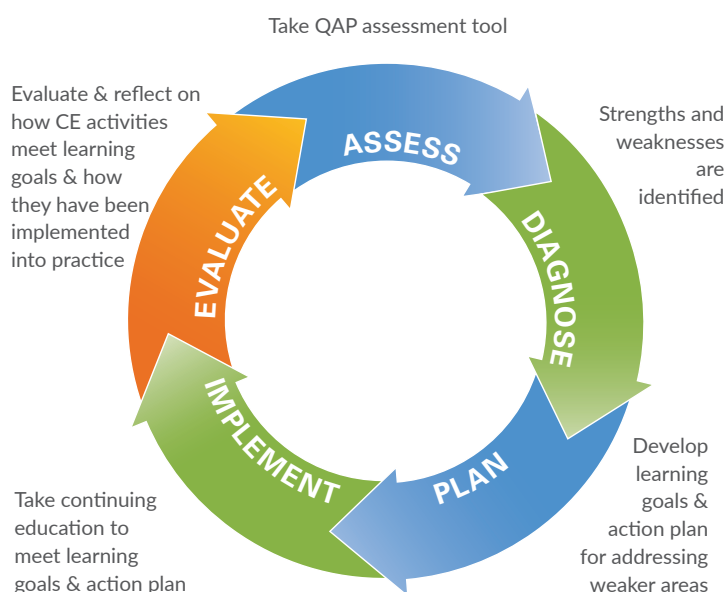 Take QAP assessment tool
ASSESS
Strengths and
weaknesses
are
identified
DIAGNOSE
Develop
learning
goals &
action plan
for addressing
weaker areas
PLAN
Take continuing
education to
meet learning
goals & action plan
IMPLEMENT
Evaluate & reflect on
how CE activities
meet learning
goals & how
they have been
implemented
into practice
EVALUATE